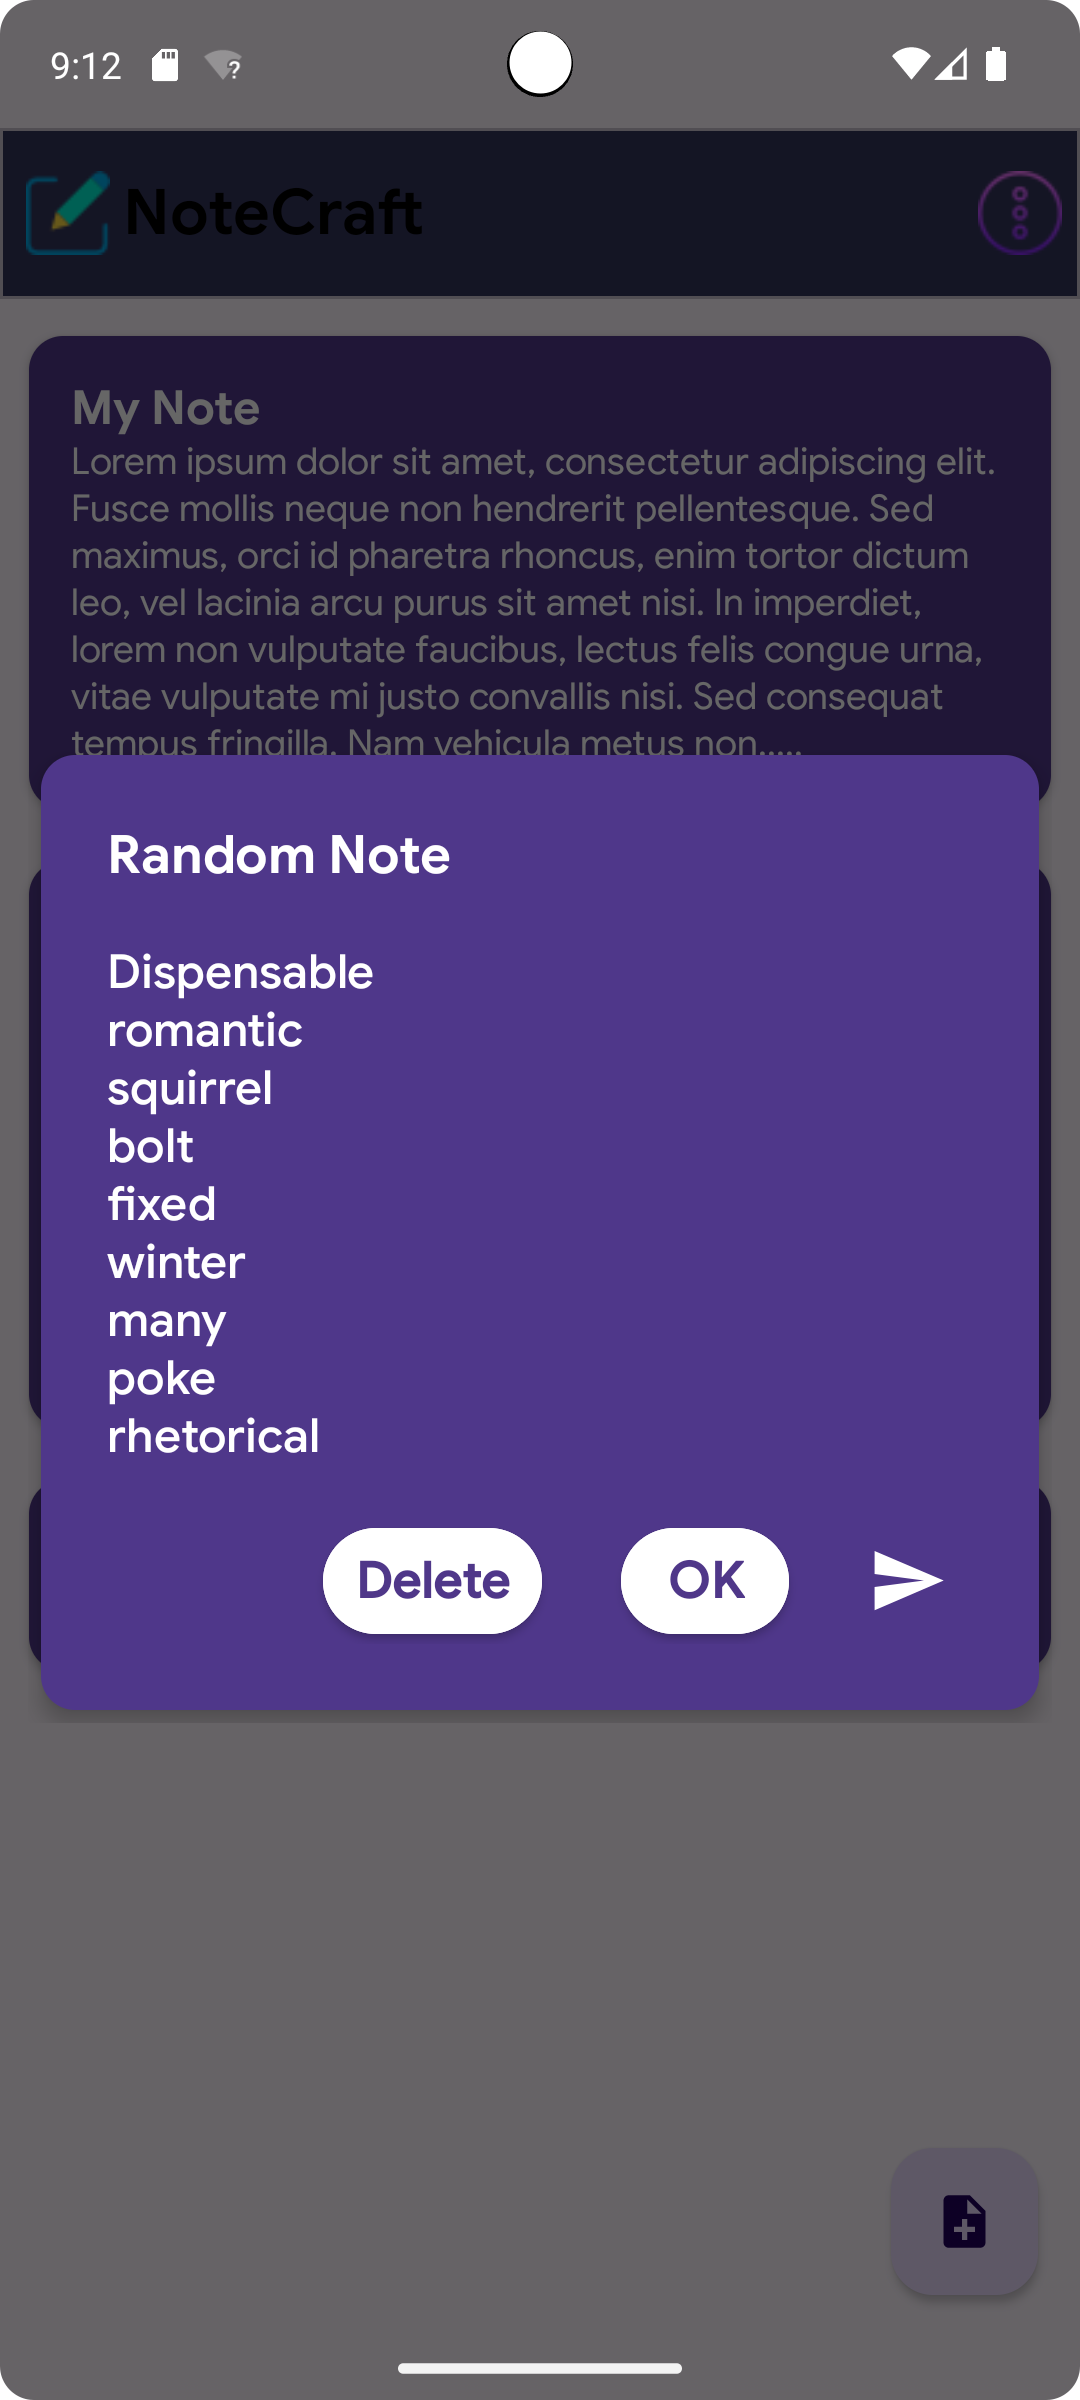 9:12
NoteCraft
My Note
Lorem ipsum dolor sit amet, consectetur adipiscing elit.
Fusce mollis neque non hendrerit pellentesque. Sed
maximus, orci id pharetra rhoncus, enim tortor dictum
leo, vel lacinia arcu purus sit amet nisi. In imperdiet,
lorem non vulputate faucibus, lectus felis congue urna,
vitae vulputate mi justo convallis nisi. Sed consequat
tempus fringilla. Nam vehicula metus non.....
Random Note
Dispensable
romantic
squirrel
bolt
fixed
winter
many
poke
rhetorical
Delete
OK